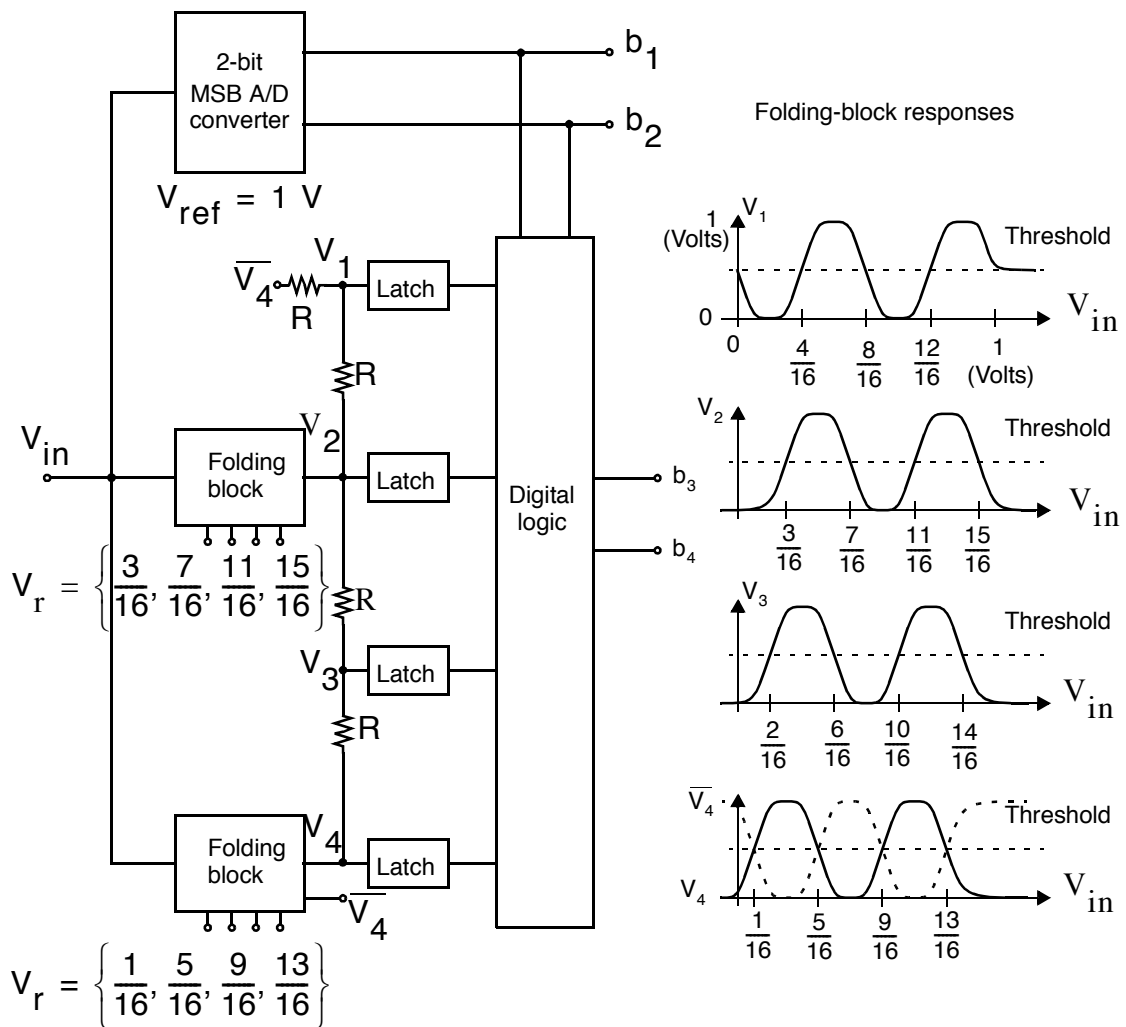 2-bit
MSB A/D
converter
b1
b2
Vref = 1 V
Folding-block responses
V̅4
R
V1
Latch
R
Vin
Folding
block
V2
Latch
Vr = {3/16, 7/16, 11/16, 15/16}
R
V3
Latch
R
Folding
block
V4
Latch
V̅4
Vr = {1/16, 5/16, 9/16, 13/16}
Digital
logic
b3
b4
1
(Volts)
V1
Threshold
0
Vin
0
4/16
8/16
12/16
1
(Volts)
V2
Threshold
Vin
3/16
7/16
11/16
15/16
V3
Threshold
Vin
2/16
6/16
10/16
14/16
V̅4
Threshold
V4
Vin
1/16
5/16
9/16
13/16